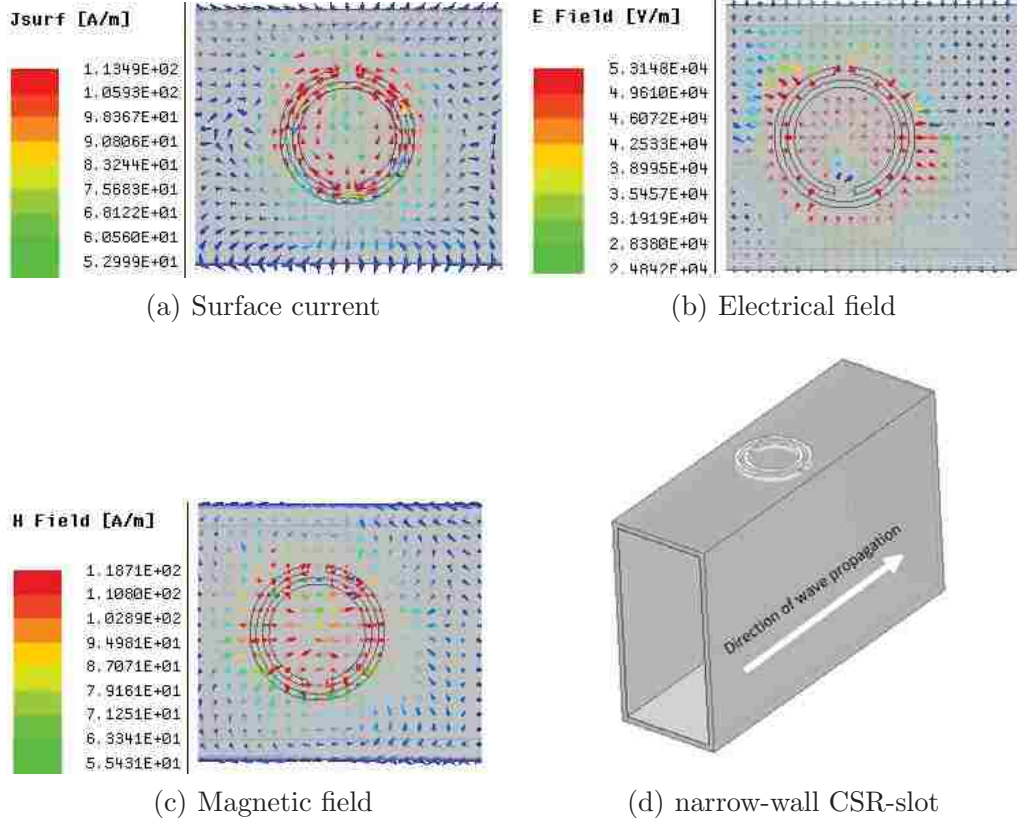 Jsurf [A/m]
1.1349E+02
1.0593E+02
9.8367E+01
9.0806E+01
8.3244E+01
7.5683E+01
6.8122E+01
6.0560E+01
5.2999E+01
E Field [V/m]
5.3148E+04
4.9610E+04
4.6072E+04
4.2533E+04
3.8995E+04
3.5457E+04
3.1919E+04
2.8380E+04
2.4842E+04
(a) Surface current
(b) Electrical field
H Field [A/m]
1.1871E+02
1.1080E+02
1.0289E+02
9.4981E+01
8.7071E+01
7.9161E+01
7.1251E+01
6.3341E+01
5.5431E+01
Direction of wave propagation
(c) Magnetic field
(d) narrow-wall CSR-slot